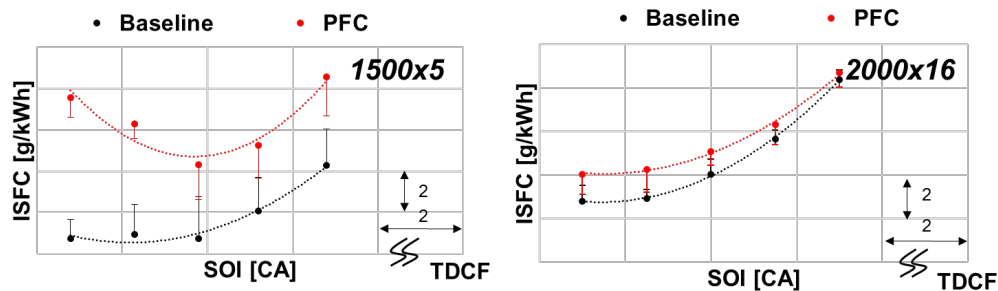 Baseline PFC
1500x5
ISFC [g/kWh]
2
2
SOI [CA]
TDCF
Baseline PFC
2000x16
ISFC [g/kWh]
2
2
SOI [CA]
TDCF